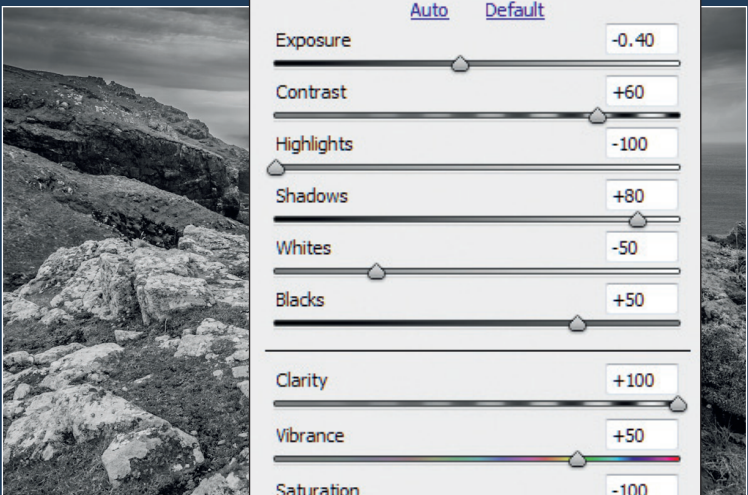 Auto Default
Exposure -0.40
Contrast +60
Highlights -100
Shadows +80
Whites -50
Blacks +50
Clarity +100
Vibrance +50
Saturation -100